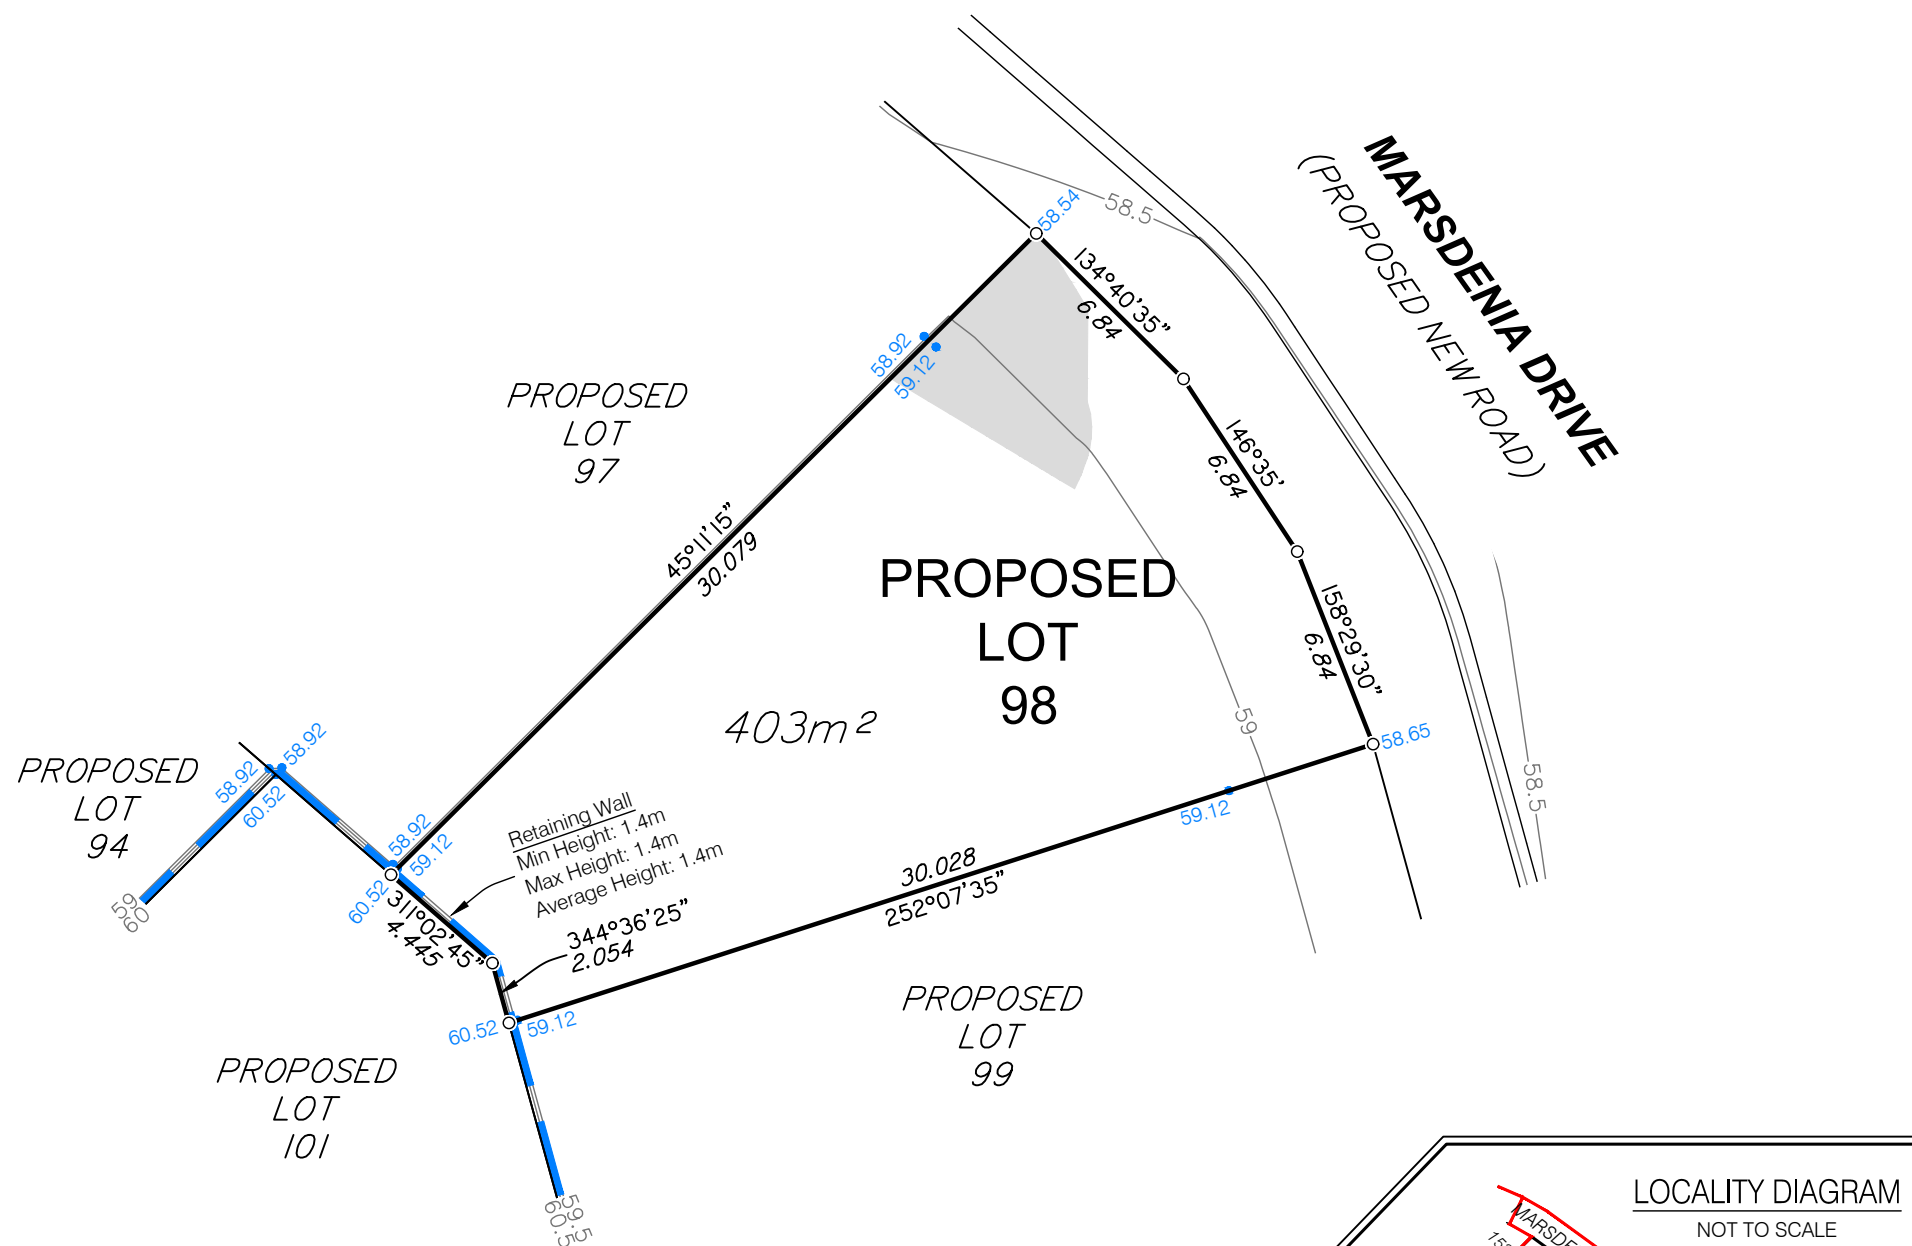 MARSDENIA DRIVE
(PROPOSED NEW ROAD)
58.5
58.54
134°40'35"
6.84
58.92
59.12
PROPOSED
LOT
97
146°35'
6.84
45°11'15"
30.079
PROPOSED
LOT
98
403m²
158°29'30"
6.84
59
58.65
58.5
59.12
PROPOSED
LOT
94
58.92
58.92
60.52
59
60
58.92
59.12
60.52
Retaining Wall
Min Height: 1.4m
Max Height: 1.4m
Average Height: 1.4m
311°02'45"
4.445
344°36'25"
2.054
30.028
252°07'35"
60.52
59.12
PROPOSED
LOT
99
PROPOSED
LOT
101
59.5
60.5
LOCALITY DIAGRAM
NOT TO SCALE